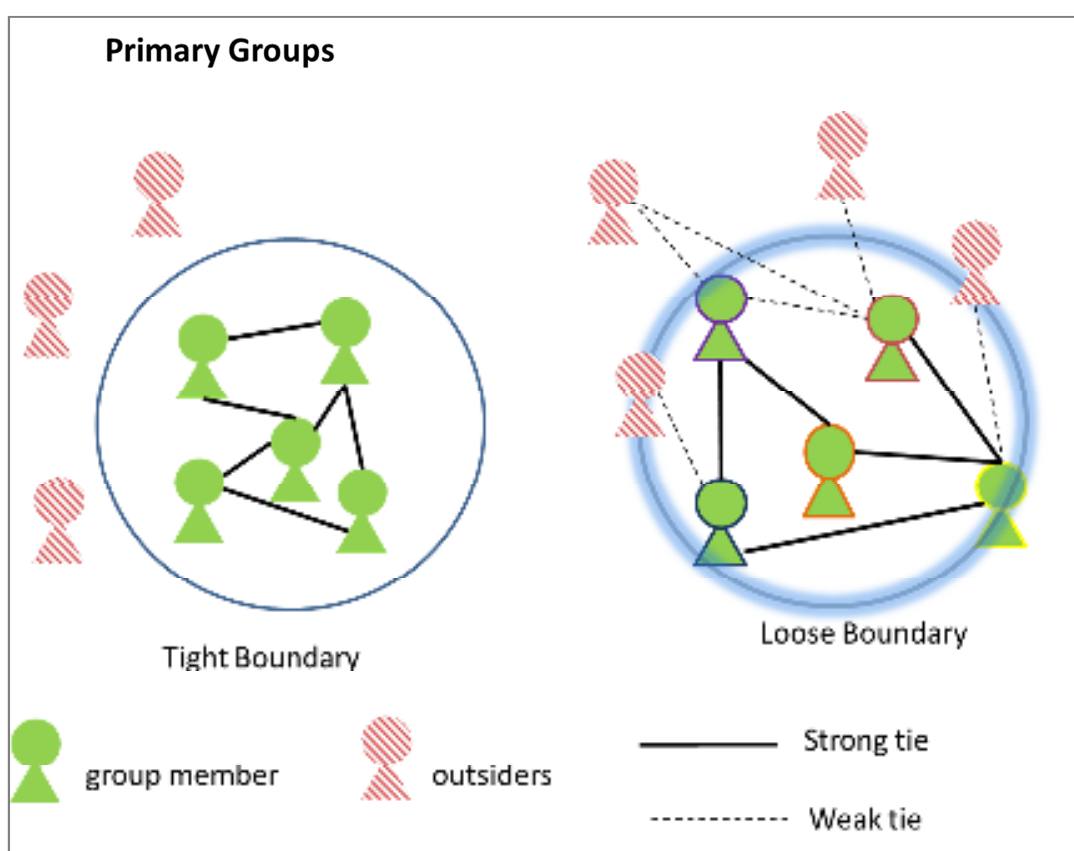 Primary Groups
Tight Boundary
Loose Boundary
group member
outsiders
Strong tie
Weak tie